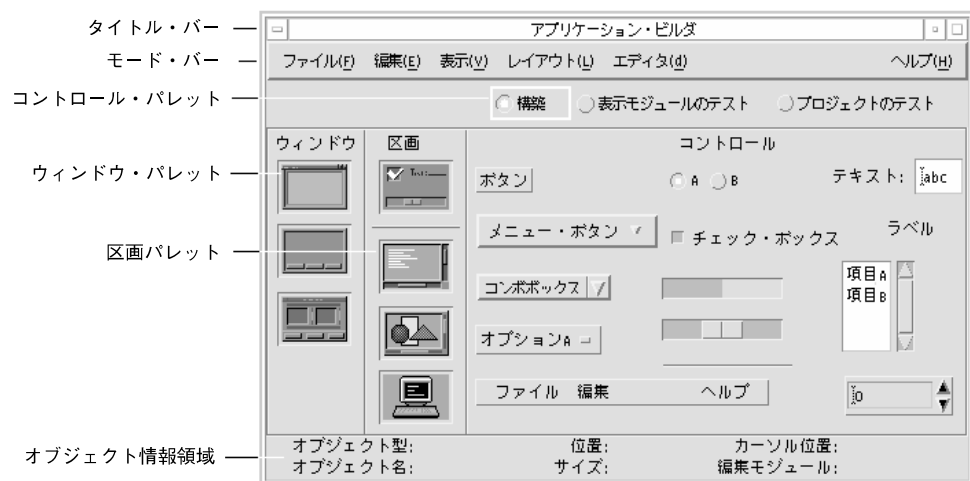 タイトル・バー
アプリケーション・ビルダ
モード・バー
ファイル(F) 編集(E) 表示(V) レイアウト(L) エディタ(d) ヘルプ(H)
コントロール・パレット
構築 表示モジュールのテスト プロジェクトのテスト
ウィンドウ 区画 コントロール
ウィンドウ・パレット
Text:
ボタン
A B
テキスト: abc
メニュー・ボタン
チェック・ボックス
ラベル
区画パレット
コンボボックス
項目A
項目B
オプションA
ファイル 編集 ヘルプ
0
オブジェクト情報領域
オブジェクト型: 位置: カーソル位置:
オブジェクト名: サイズ: 編集モジュール: